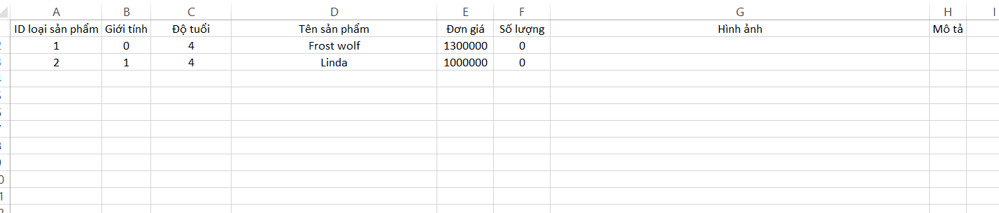 A B C D E F G H I
ID loại sản phẩm Giới tính Độ tuổi Tên sản phẩm Đơn giá Số lượng Hình ảnh Mô tả
1 0 4 Frost wolf 1300000 0
2 1 4 Linda 1000000 0